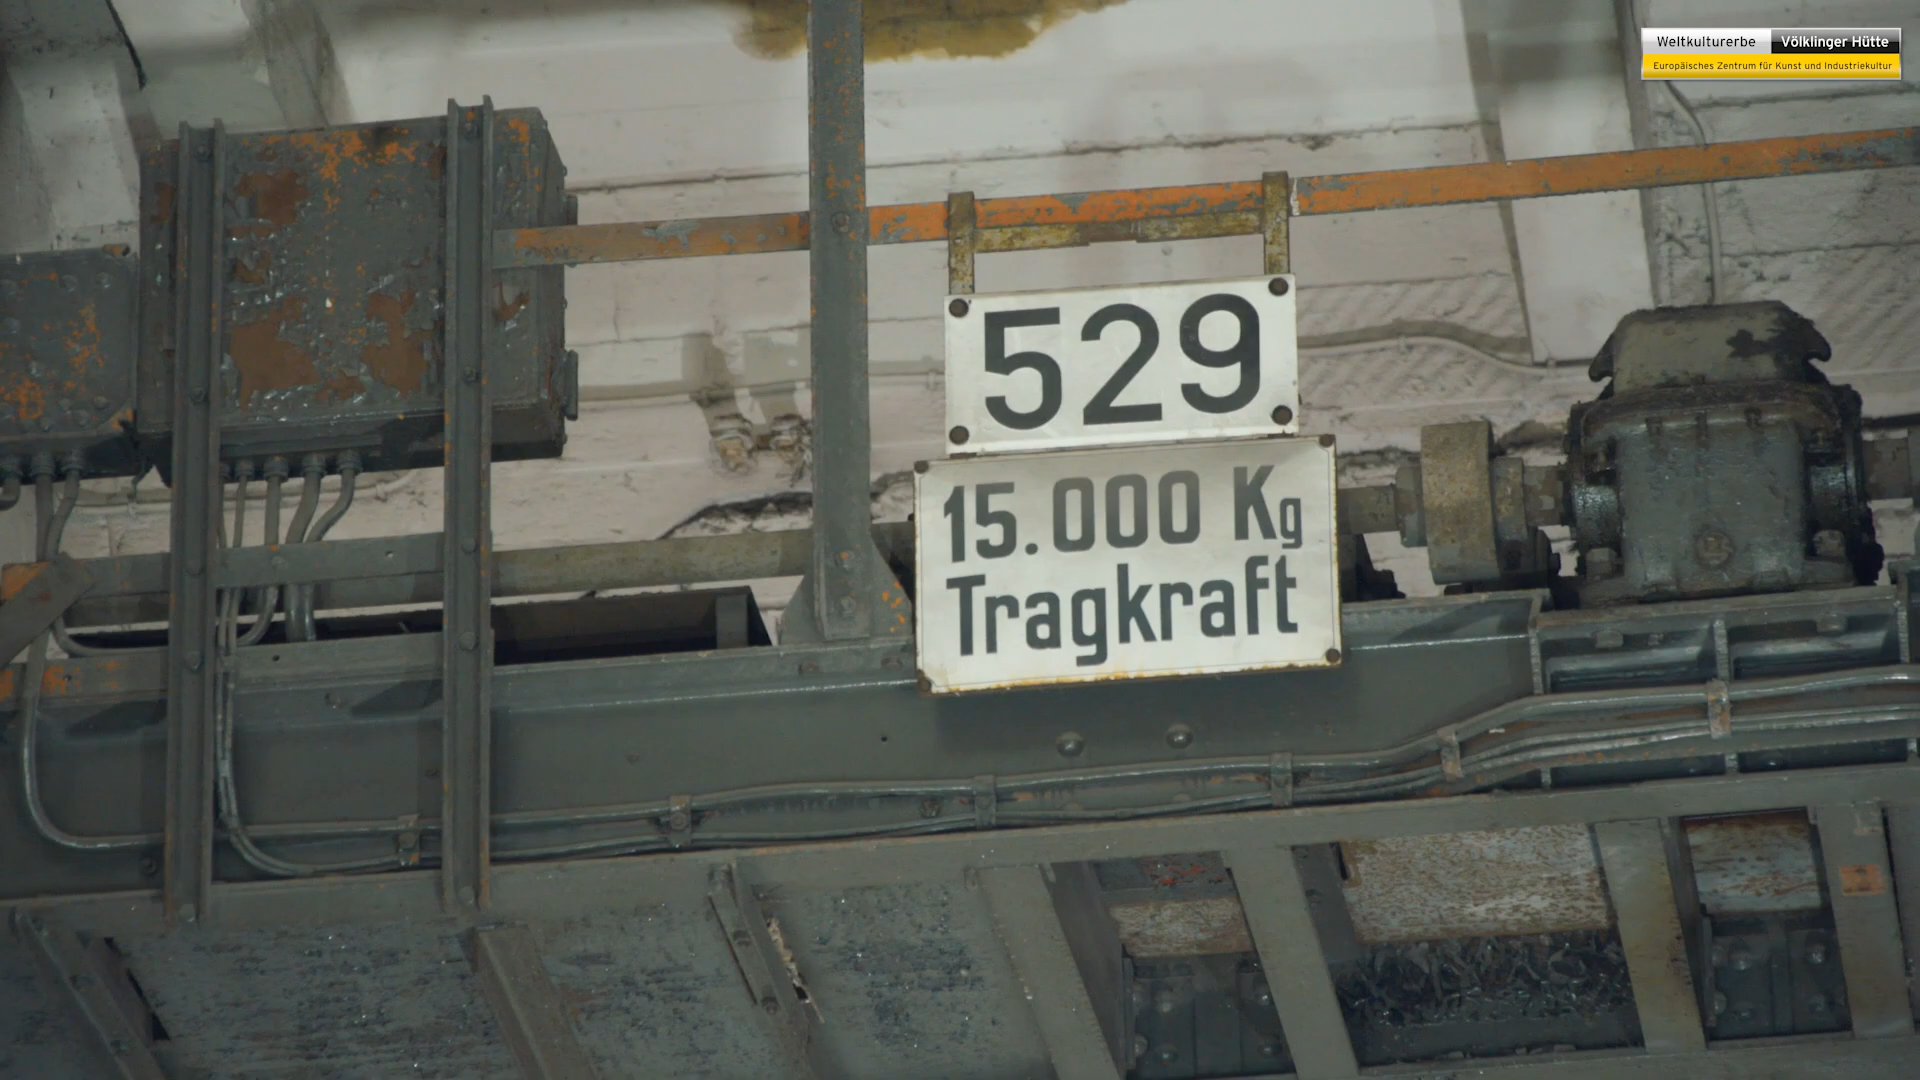 Weltkulturerbe Völklinger Hütte
Europäisches Zentrum für Kunst und Industriekultur
529
15.000 Kg
Tragkraft